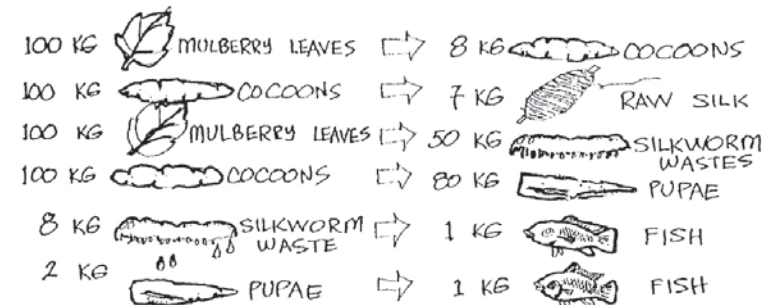 100 KG MULBERRY LEAVES 8 KG COCOONS
100 KG COCOONS 7 KG RAW SILK
100 KG MULBERRY LEAVES 50 KG SILKWORM WASTES
100 KG COCOONS 80 KG PUPAE
8 KG SILKWORM WASTE 1 KG FISH
2 KG PUPAE 1 KG FISH